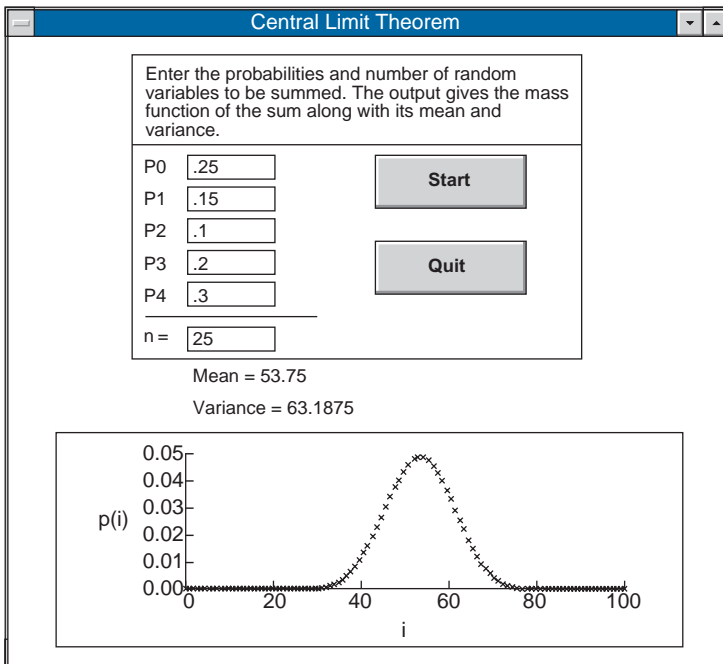 Central Limit Theorem
Enter the probabilities and number of random
variables to be summed. The output gives the mass
function of the sum along with its mean and
variance.
P0 .25
Start
P1 .15
P2 .1
P3 .2
Quit
P4 .3
n = 25
Mean = 53.75
Variance = 63.1875
0.05
0.04
0.03
p(i)
0.02
0.01
0.00
0 20 40 60 80 100
i